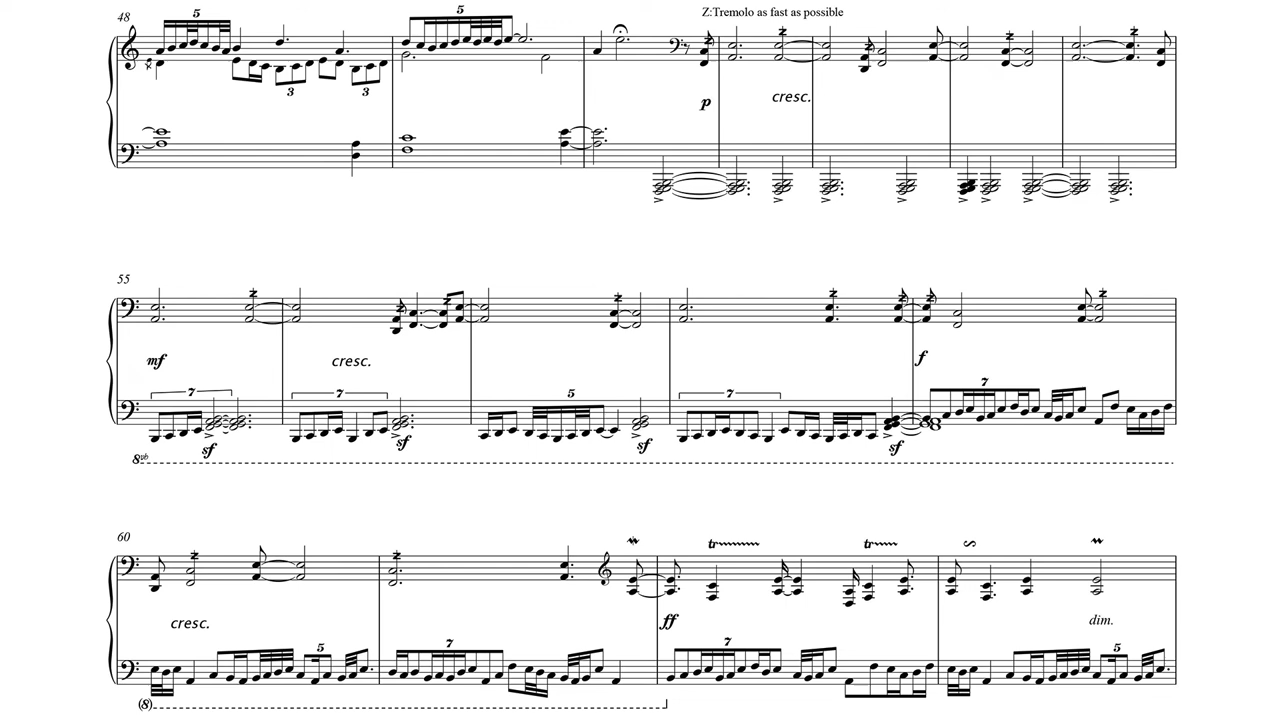 48
5
5
Z:Tremolo as fast as possible
z z z z z
3 3
p cresc.
55
z z z z z z z z z
mf cresc. f
7 7 5 7 7
sf sf sf sf
8vb
60
z z tr tr
cresc. ff dim.
5 7 7 5
(8)